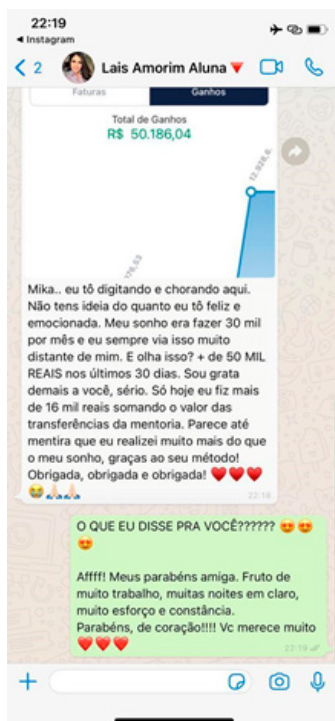 22:19
Instagram
2
Lais Amorim Aluna
Faturas
Ganhos
Total de Ganhos
R$ 50.186,04
Mika.. eu tô digitando e chorando aqui.
Não tens ideia do quanto eu tô feliz e
emocionada. Meu sonho era fazer 30 mil
por mês e eu sempre via isso muito
distante de mim. E olha isso? + de 50 MIL
REAIS nos últimos 30 dias. Sou grata
demais a você, sério. Só hoje eu fiz mais
de 16 mil reais somando o valor das
transferências da mentoria. Parece até
mentira que eu realizei muito mais do que
o meu sonho, graças ao seu método!
Obrigada, obrigada e obrigada! ❤️❤️❤️
😭🙏🏻🙏🏻
22:18
O QUE EU DISSE PRA VOCÊ?????? 😍😍
😍
Affff! Meus parabéns amiga. Fruto de
muito trabalho, muitas noites em claro,
muito esforço e constância.
Parabéns, de coração!!!! Vc merece muito
❤️❤️❤️
22:19